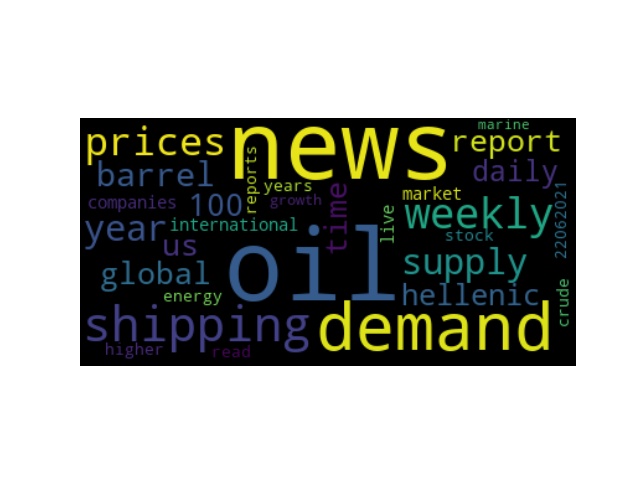 marine
prices news report
reports
barrel daily
years
companies 100 growth time market
live weekly 22062021
year international
us stock
global oil supply
energy hellenic crude
shipping demand
higher read